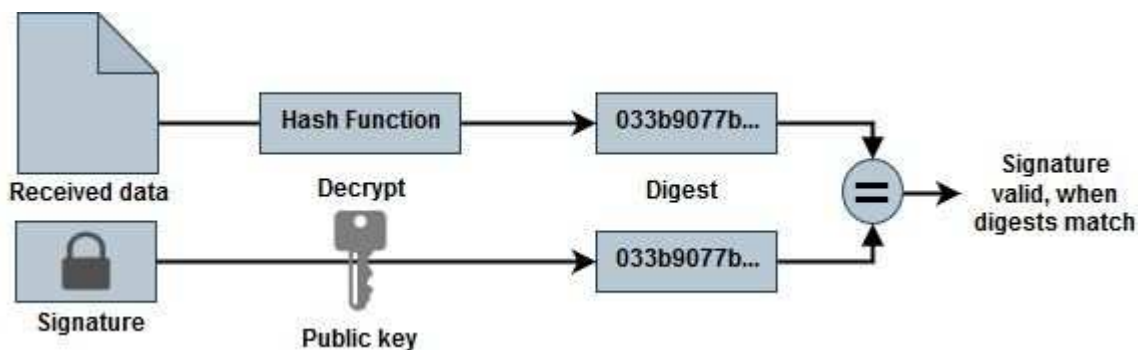 Hash Function
033b9077b...
Received data
Decrypt
Digest
Signature
valid, when
digests match
033b9077b...
Signature
Public key